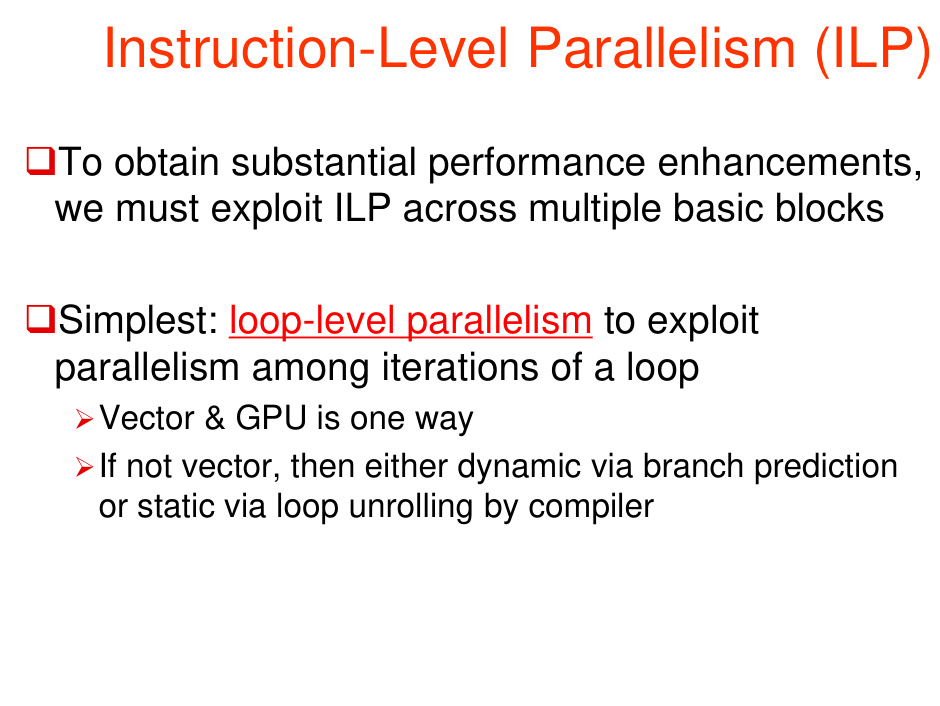 Instruction-Level Parallelism (ILP)
❑To obtain substantial performance enhancements,
we must exploit ILP across multiple basic blocks
❑Simplest: loop-level parallelism to exploit
parallelism among iterations of a loop
➢Vector & GPU is one way
➢If not vector, then either dynamic via branch prediction
or static via loop unrolling by compiler